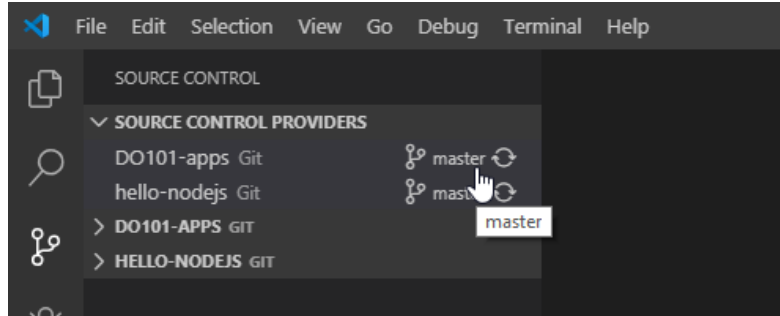 File Edit Selection View Go Debug Terminal Help
SOURCE CONTROL
SOURCE CONTROL PROVIDERS
DO101-apps Git master
hello-nodejs Git
master
DO101-APPS GIT
HELLO-NODEJS GIT